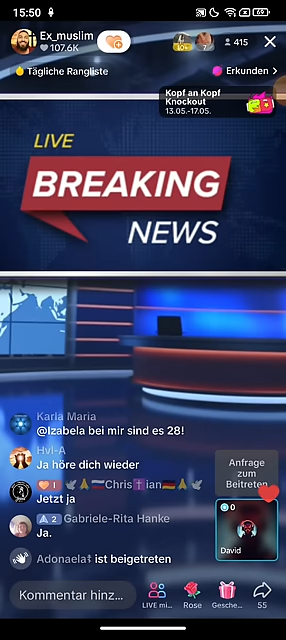 15:50
69
Ex_muslim
107.6K
10+
7
415
Tägliche Rangliste
Erkunden
Kopf an Kopf
Knockout
13.05.-17.05.
LIVE
BREAKING
NEWS
Karla Maria
@Izabela bei mir sind es 28!
Hvl-A
Ja höre dich wieder
1 Chris ian
Jetzt ja
2 Gabriele-Rita Hanke
Ja.
Adonaela ist beigetreten
Anfrage
zum
Beitreten
0
David
Kommentar hinz...
LIVE mi...
Rose
Gesche...
55